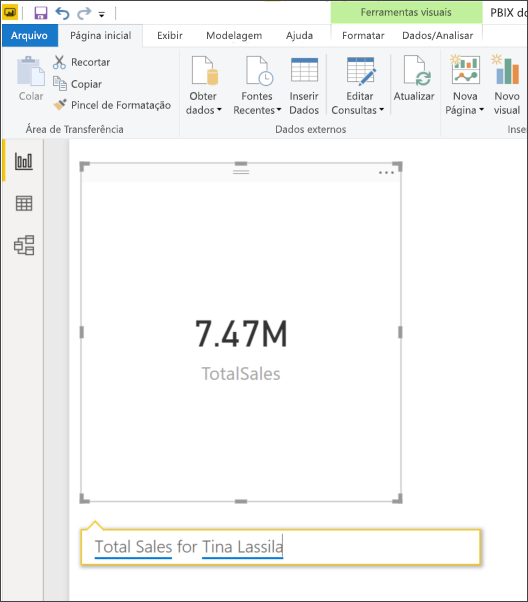 Ferramentas visuais
PBIX do
Arquivo
Página inicial
Exibir
Modelagem
Ajuda
Formatar
Dados/Analisar
Colar
Recortar
Copiar
Pincel de Formatação
Área de Transferência
Obter
dados
Fontes
Recentes
Inserir
Dados
Editar
Consultas
Atualizar
Dados externos
Nova
Página
Novo
visual
Inse
7.47M
TotalSales
Total Sales for Tina Lassila